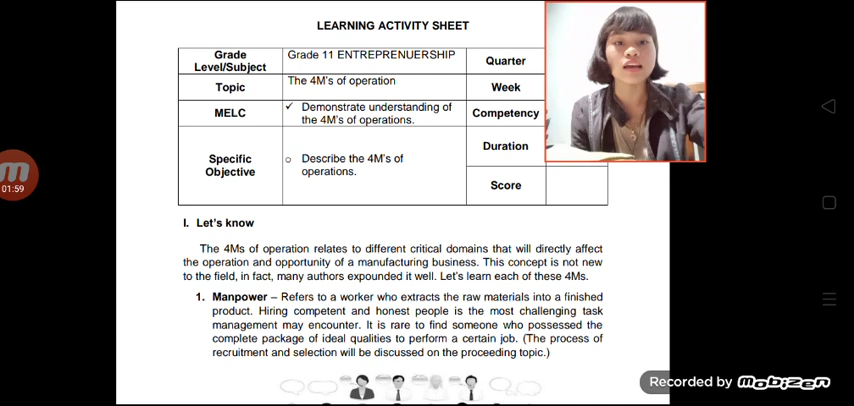 LEARNING ACTIVITY SHEET
Grade Level/Subject
Grade 11 ENTREPRENUERSHIP
Quarter
Topic
The 4M's of operation
Week
MELC
✓ Demonstrate understanding of the 4M's of operations.
Competency
Specific Objective
o Describe the 4M's of operations.
Duration
Score
01:59
I. Let's know
The 4Ms of operation relates to different critical domains that will directly affect
the operation and opportunity of a manufacturing business. This concept is not new
to the field, in fact, many authors expounded it well. Let's learn each of these 4Ms.
1. Manpower – Refers to a worker who extracts the raw materials into a finished
product. Hiring competent and honest people is the most challenging task
management may encounter. It is rare to find someone who possessed the
complete package of ideal qualities to perform a certain job. (The process of
recruitment and selection will be discussed on the proceeding topic.)
Recorded by mobizen